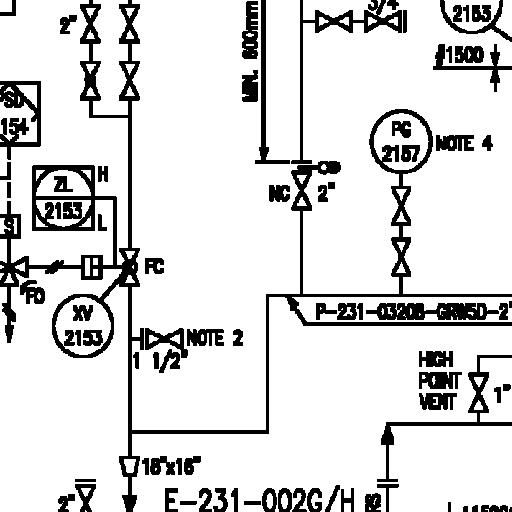 2"
3/4"
2153
MIN. 600mm
#1500
SD
154
PG
2157
NOTE 4
ZL
2153
H
L
S
NC
2"
FC
FO
XV
2153
P-231-03208-GRW5D-2"
NOTE 2
1 1/2"
HIGH
POINT
VENT
1"
18"x16"
E-231-002G/H
2"